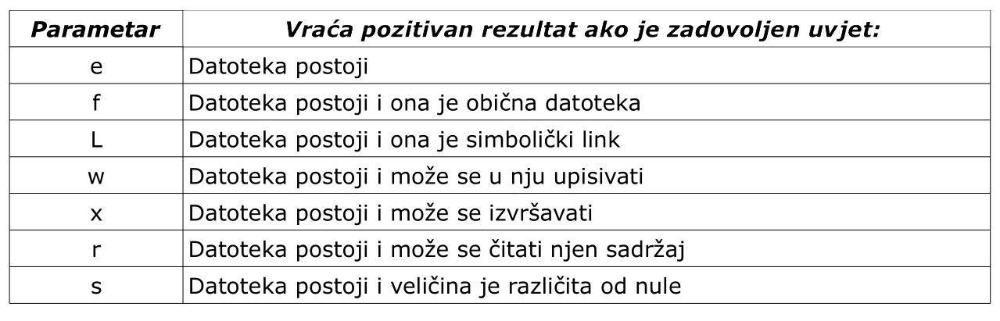 Parametar Vraća pozitivan rezultat ako je zadovoljen uvjet:
e Datoteka postoji
f Datoteka postoji i ona je obična datoteka
L Datoteka postoji i ona je simbolički link
w Datoteka postoji i može se u nju upisivati
x Datoteka postoji i može se izvršavati
r Datoteka postoji i može se čitati njen sadržaj
s Datoteka postoji i veličina je različita od nule